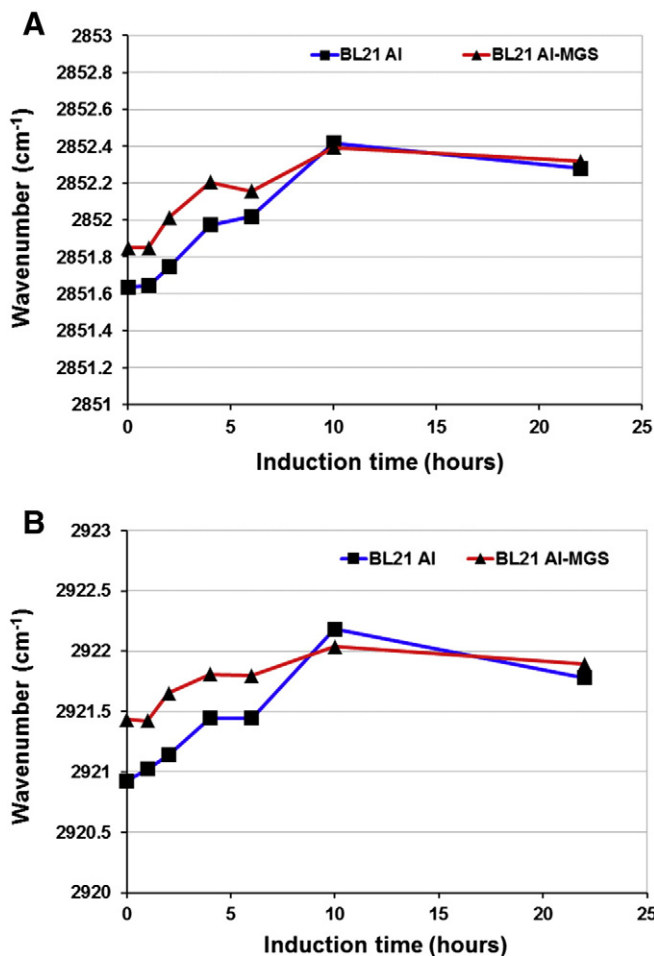 A
BL21 AI BL21 AI-MGS
Wavenumber (cm⁻¹)
2853
2852.8
2852.6
2852.4
2852.2
2852
2851.8
2851.6
2851.4
2851.2
2851
0 5 10 15 20 25
Induction time (hours)
B
BL21 AI BL21 AI-MGS
Wavenumber (cm⁻¹)
2923
2922.5
2922
2921.5
2921
2920.5
2920
0 5 10 15 20 25
Induction time (hours)